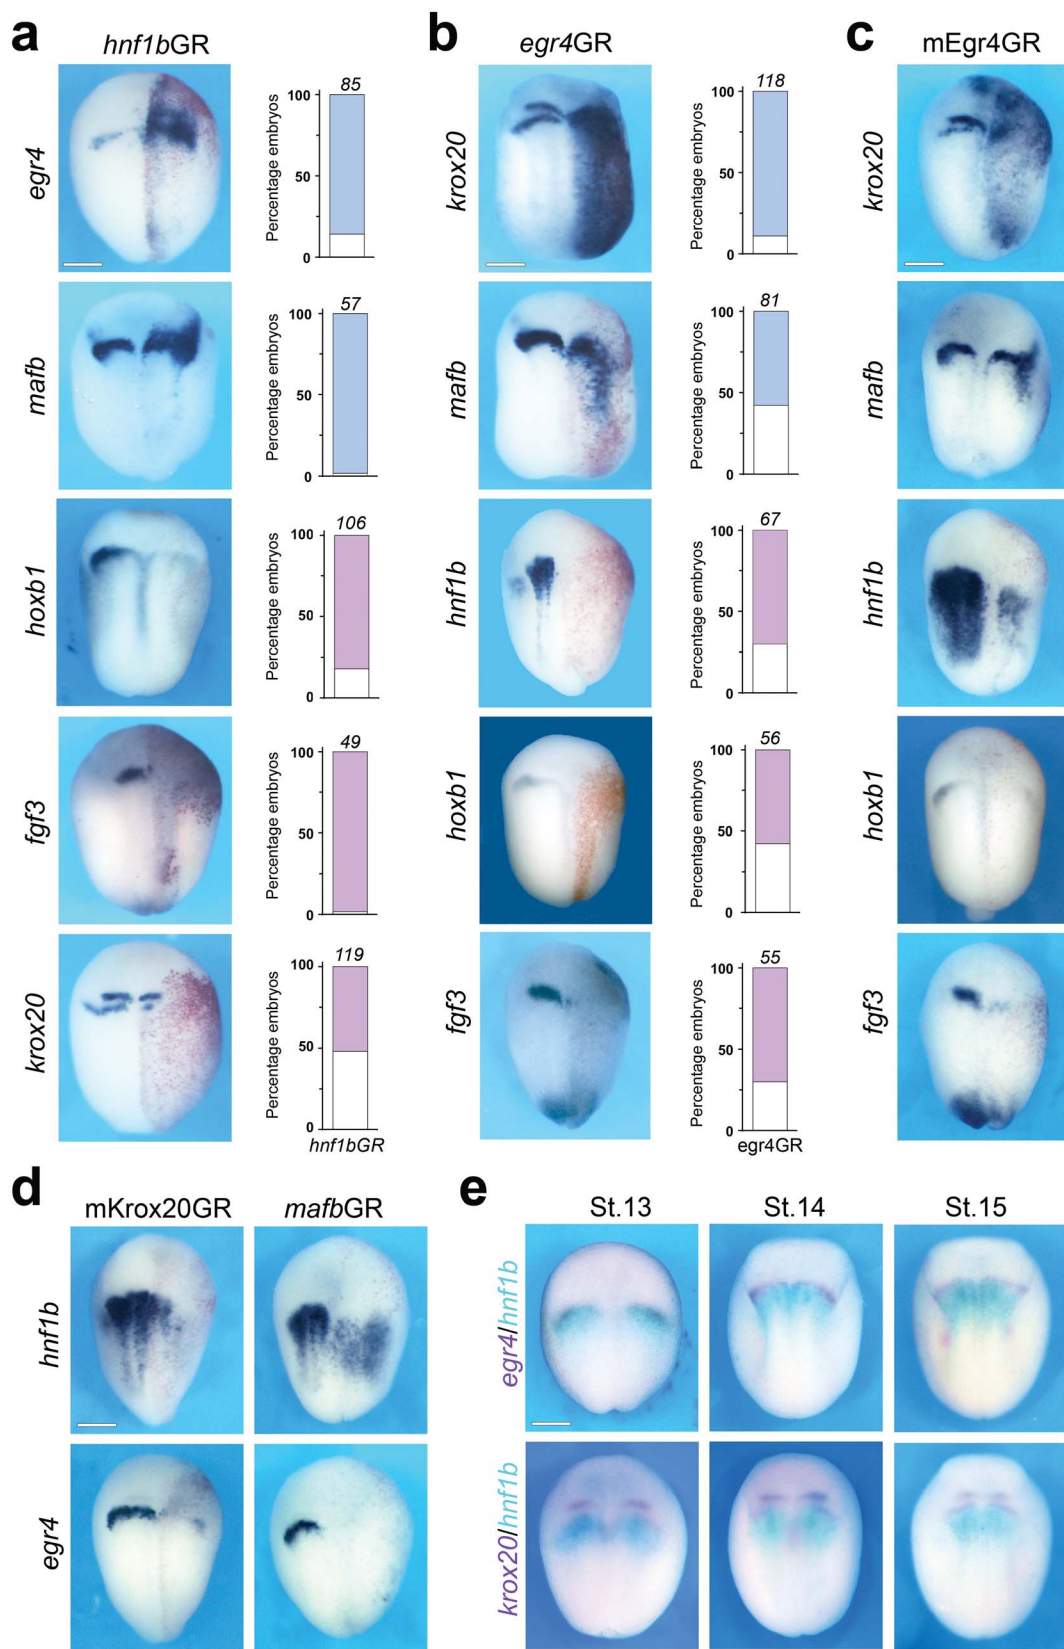 a
hnf1bGR
egr4
85
Percentage embryos
100
50
0
mafb
57
Percentage embryos
100
50
0
hoxb1
106
Percentage embryos
100
50
0
fgf3
49
Percentage embryos
100
50
0
krox20
119
Percentage embryos
100
50
0
hnf1bGR
b
egr4GR
krox20
118
Percentage embryos
100
50
0
mafb
81
Percentage embryos
100
50
0
hnf1b
67
Percentage embryos
100
50
0
hoxb1
56
Percentage embryos
100
50
0
fgf3
55
Percentage embryos
100
50
0
egr4GR
c
mEgr4GR
krox20
mafb
hnf1b
hoxb1
fgf3
d
mKrox20GR
mafbGR
hnf1b
egr4
e
St.13
St.14
St.15
egr4/hnf1b
krox20/hnf1b